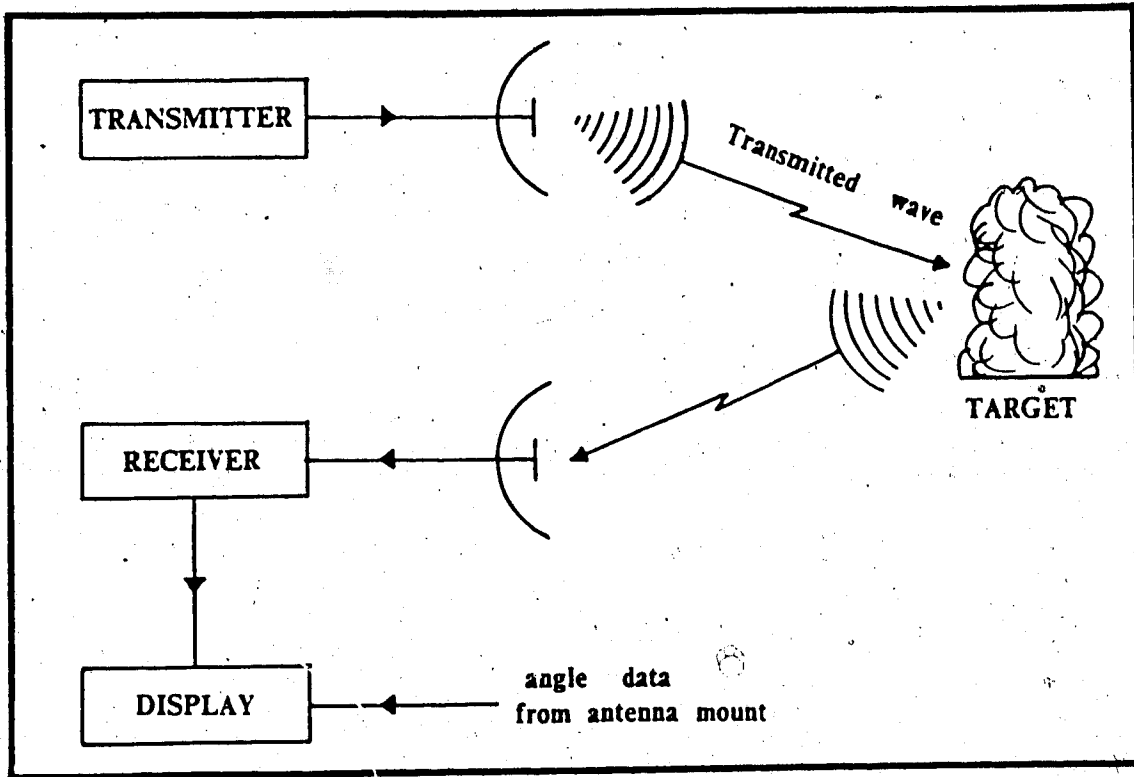 TRANSMITTER
Transmitted wave
TARGET
RECEIVER
DISPLAY
angle data
from antenna mount